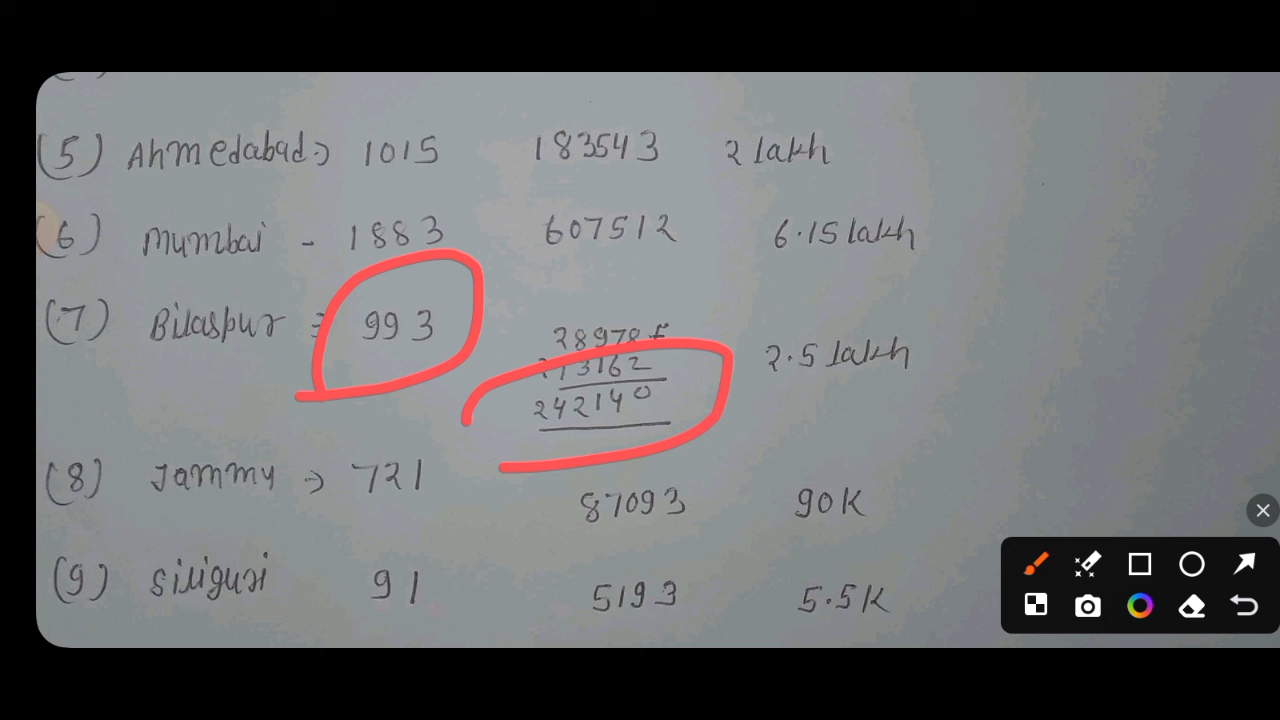 (5) Ahmedabad → 1015 183543 2 lakh
(6) Mumbai - 1883 607512 6.15 lakh
(7) Bilaspur = 993 2.5 lakh
242140
(8) Jammu → 721 87093 90K
(9) Siliguri 91 5193 5.5K